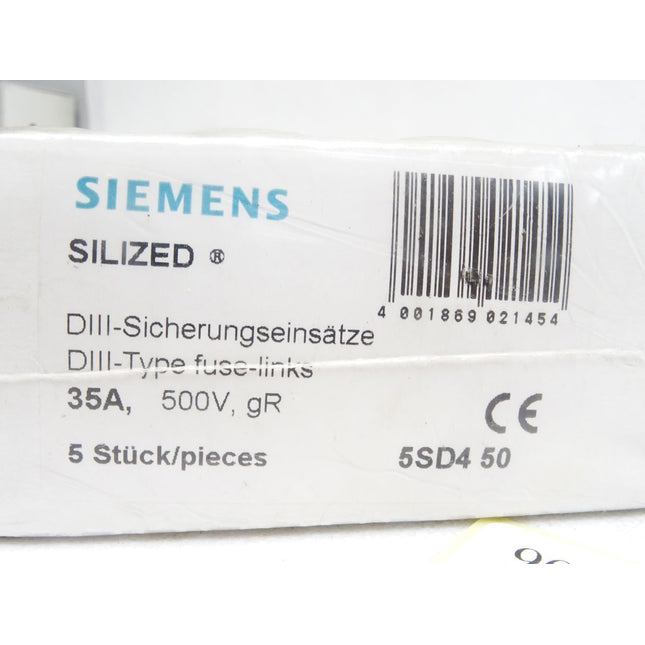 SIEMENS
SILIZED ®
4 001869 021454
DIII-Sicherungseinsätze
DIII-Type fuse-links
35A, 500V, gR
CE
5 Stück/pieces 5SD4 50